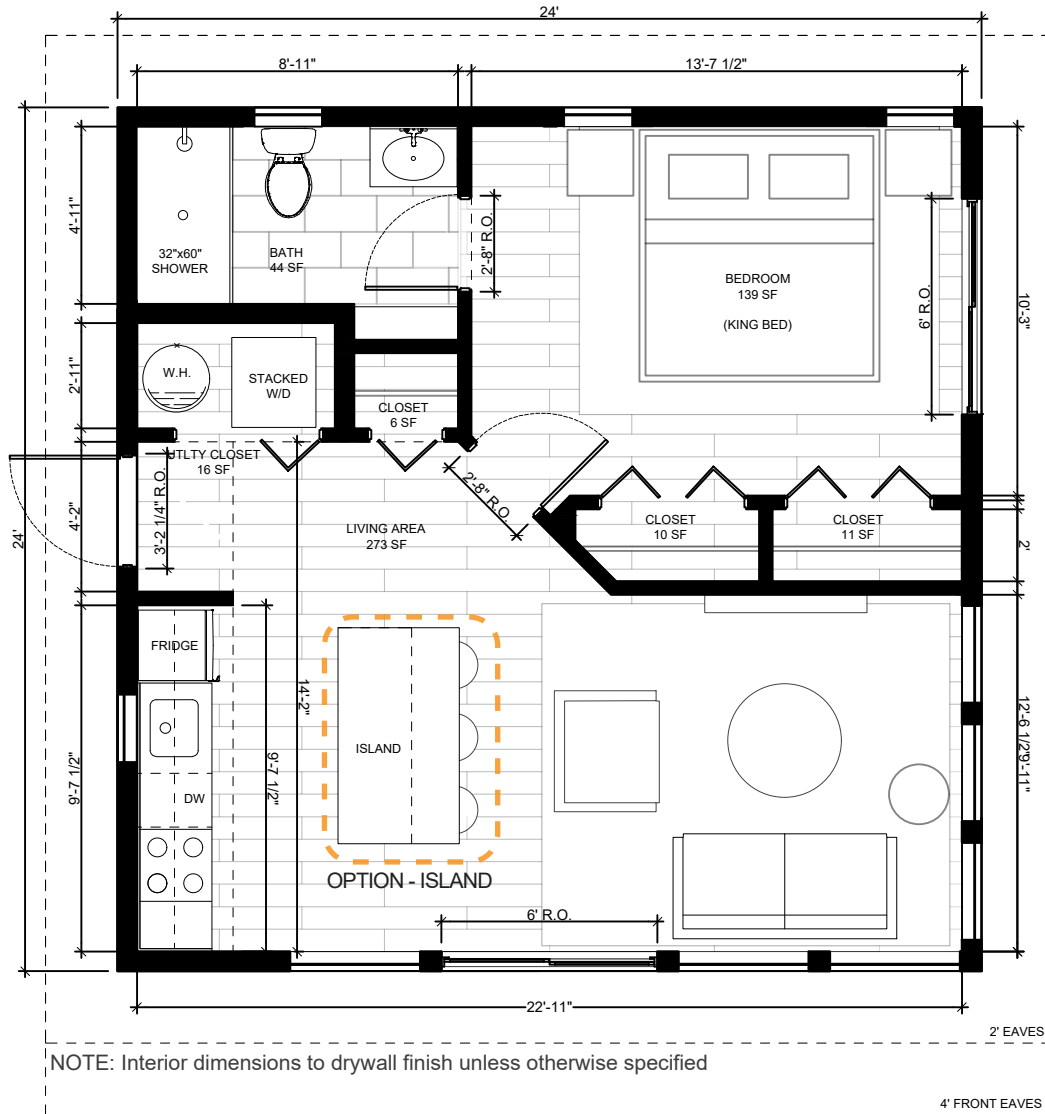 24'
8'-11"
13'-7 1/2"
4'-11"
32"x60"
SHOWER
BATH
44 SF
2'-8" R.O.
BEDROOM
139 SF
(KING BED)
6' R.O.
10'-3"
2'-11"
W.H.
STACKED
W/D
CLOSET
6 SF
UTLTY CLOSET
16 SF
3'-2 1/4" R.O.
4'-2"
24'
2'-8" R.O.
LIVING AREA
273 SF
CLOSET
10 SF
CLOSET
11 SF
2'
FRIDGE
14'-2"
9'-7 1/2"
9'-7 1/2"
ISLAND
DW
12'-6 1/2"
9'-11"
OPTION - ISLAND
6' R.O.
22'-11"
2' EAVES
NOTE: Interior dimensions to drywall finish unless otherwise specified
4' FRONT EAVES